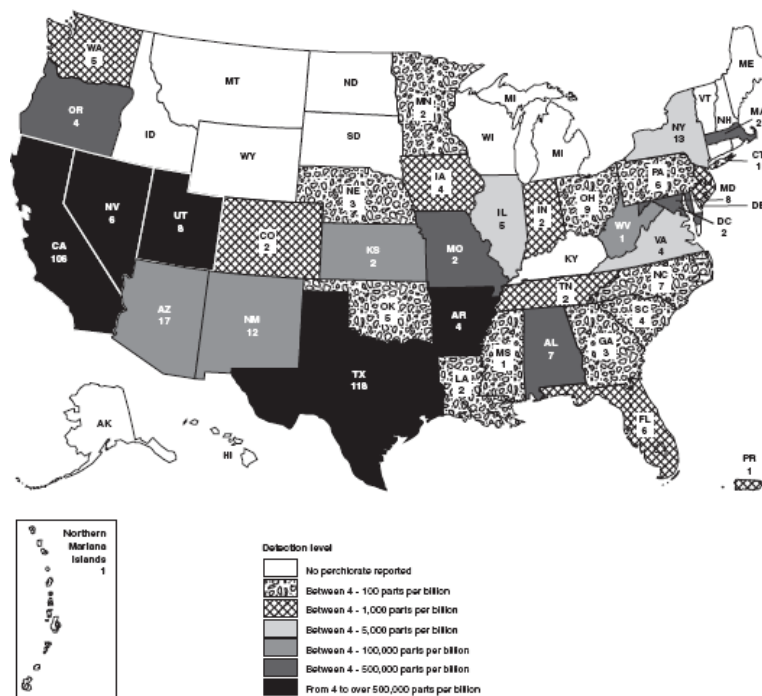 WA
5
MT
ND
MN
2
ME
OR
4
ID
WY
SD
WI
MI
MI
VT
NH
NY
13
MA
2
CT
1
NV
6
UT
8
CA
106
CO
2
NE
3
IA
4
IL
5
IN
2
OH
9
PA
6
MD
8
DE
DC
2
KS
2
MO
2
KY
WV
1
VA
4
AZ
17
NM
12
OK
5
AR
4
TN
2
NC
7
SC
4
TX
118
LA
2
MS
1
AL
7
GA
3
FL
6
AK
HI
PR
1
Northern
Mariana
Islands
1
Detection level
No perchlorate reported
Between 4 - 100 parts per billion
Between 4 - 1,000 parts per billion
Between 4 - 5,000 parts per billion
Between 4 - 100,000 parts per billion
Between 4 - 500,000 parts per billion
From 4 to over 500,000 parts per billion